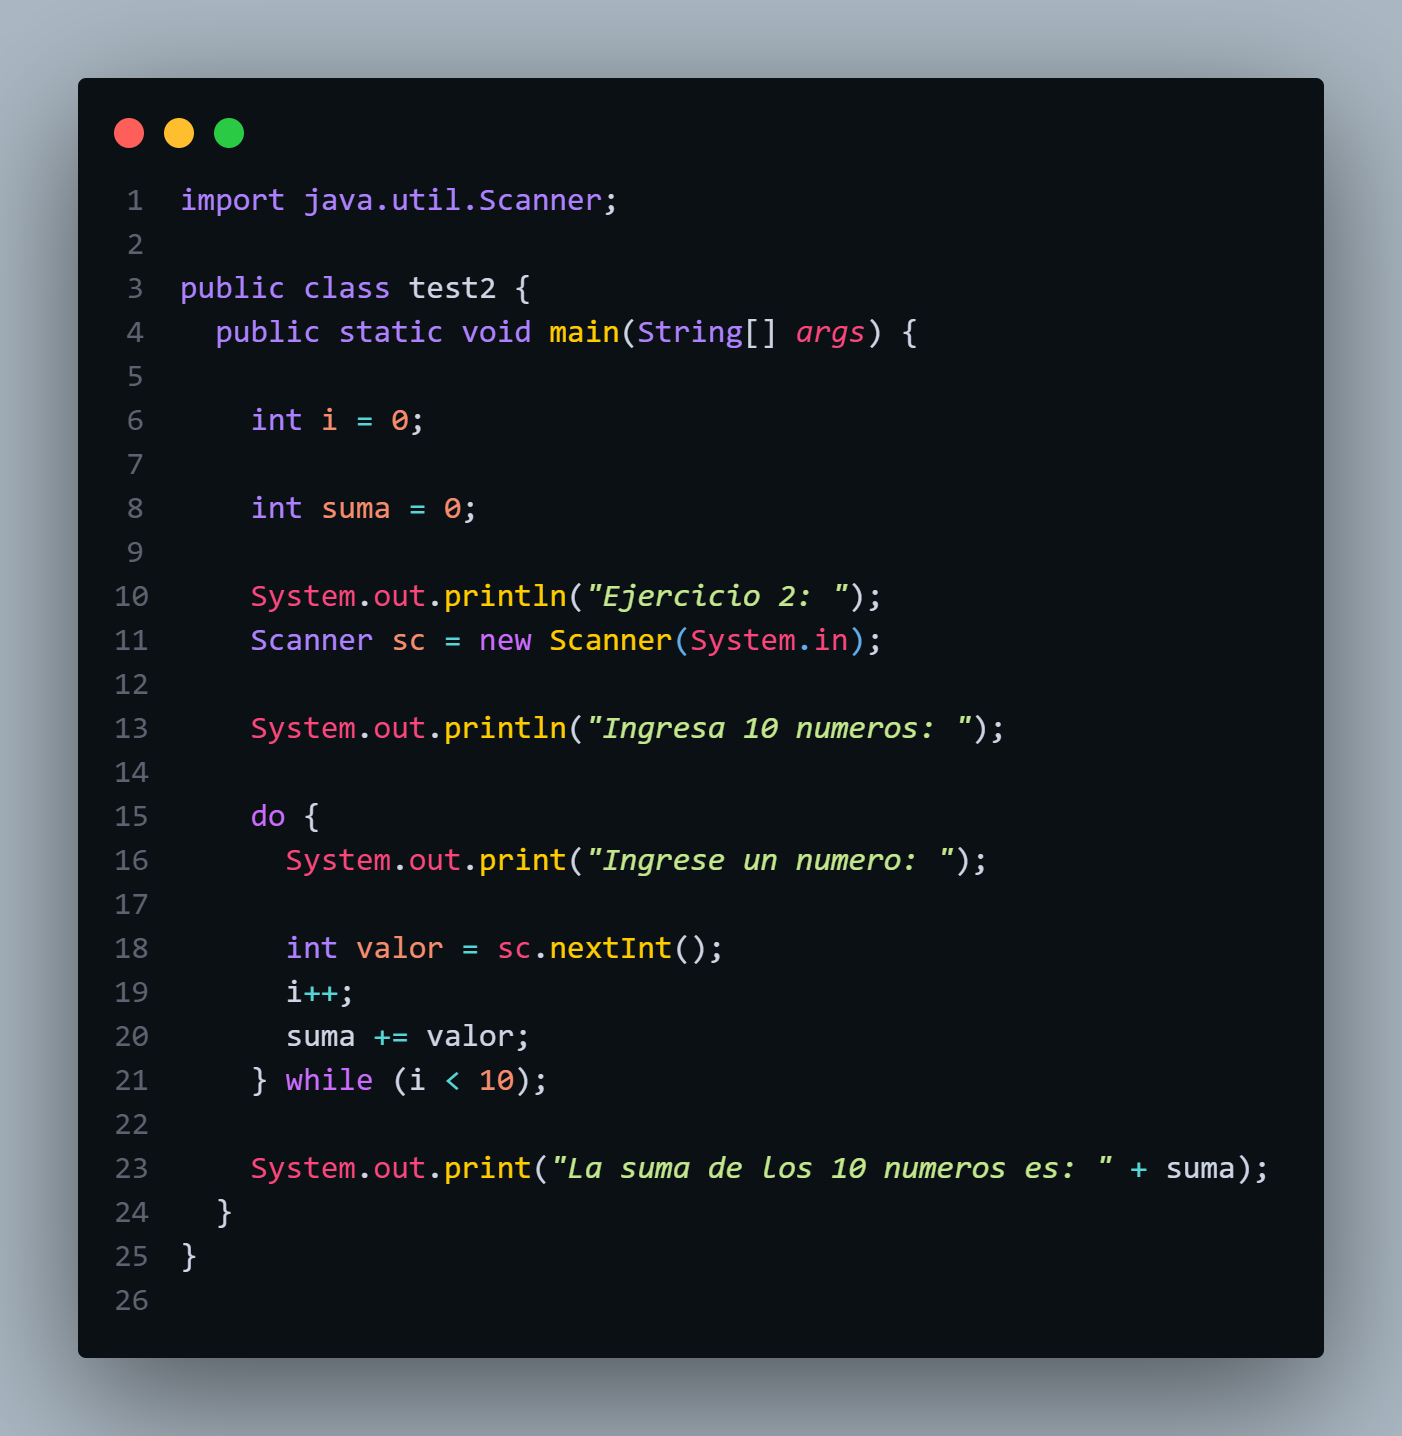 1 import java.util.Scanner;
2
3 public class test2 {
4   public static void main(String[] args) {
5
6     int i = 0;
7
8     int suma = 0;
9
10     System.out.println("Ejercicio 2: ");
11     Scanner sc = new Scanner(System.in);
12
13     System.out.println("Ingresa 10 numeros: ");
14
15     do {
16       System.out.print("Ingrese un numero: ");
17
18       int valor = sc.nextInt();
19       i++;
20       suma += valor;
21     } while (i < 10);
22
23     System.out.print("La suma de los 10 numeros es: " + suma);
24   }
25 }
26